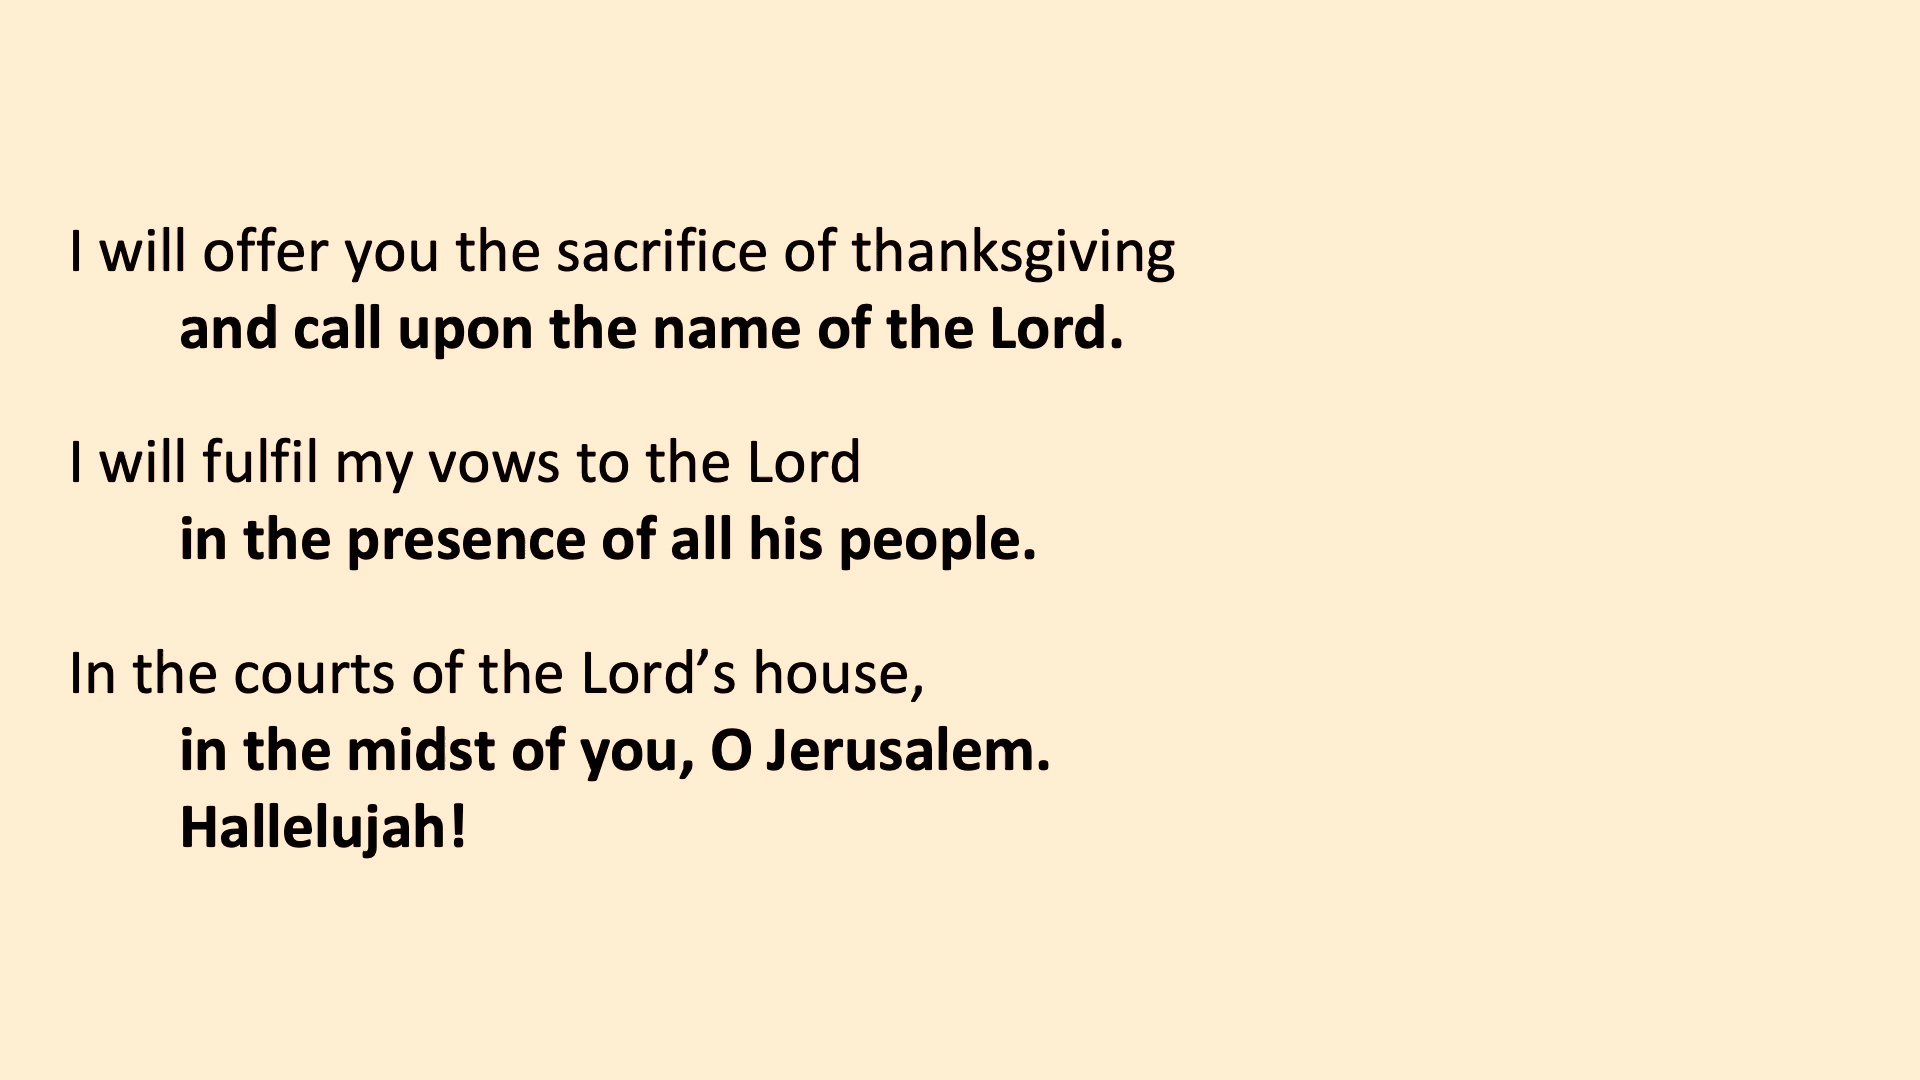 I will offer you the sacrifice of thanksgiving
and call upon the name of the Lord.
I will fulfil my vows to the Lord
in the presence of all his people.
In the courts of the Lord’s house,
in the midst of you, O Jerusalem.
Hallelujah!